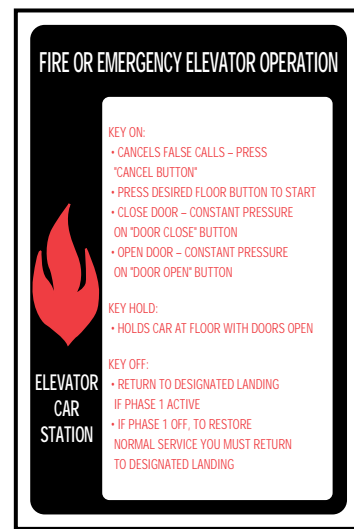 FIRE OR EMERGENCY ELEVATOR OPERATION
KEY ON:
• CANCELS FALSE CALLS – PRESS
"CANCEL BUTTON"
• PRESS DESIRED FLOOR BUTTON TO START
• CLOSE DOOR – CONSTANT PRESSURE
ON "DOOR CLOSE" BUTTON
• OPEN DOOR – CONSTANT PRESSURE
ON "DOOR OPEN" BUTTON
KEY HOLD:
• HOLDS CAR AT FLOOR WITH DOORS OPEN
KEY OFF:
• RETURN TO DESIGNATED LANDING
IF PHASE 1 ACTIVE
• IF PHASE 1 OFF, TO RESTORE
NORMAL SERVICE YOU MUST RETURN
TO DESIGNATED LANDING
ELEVATOR
CAR
STATION